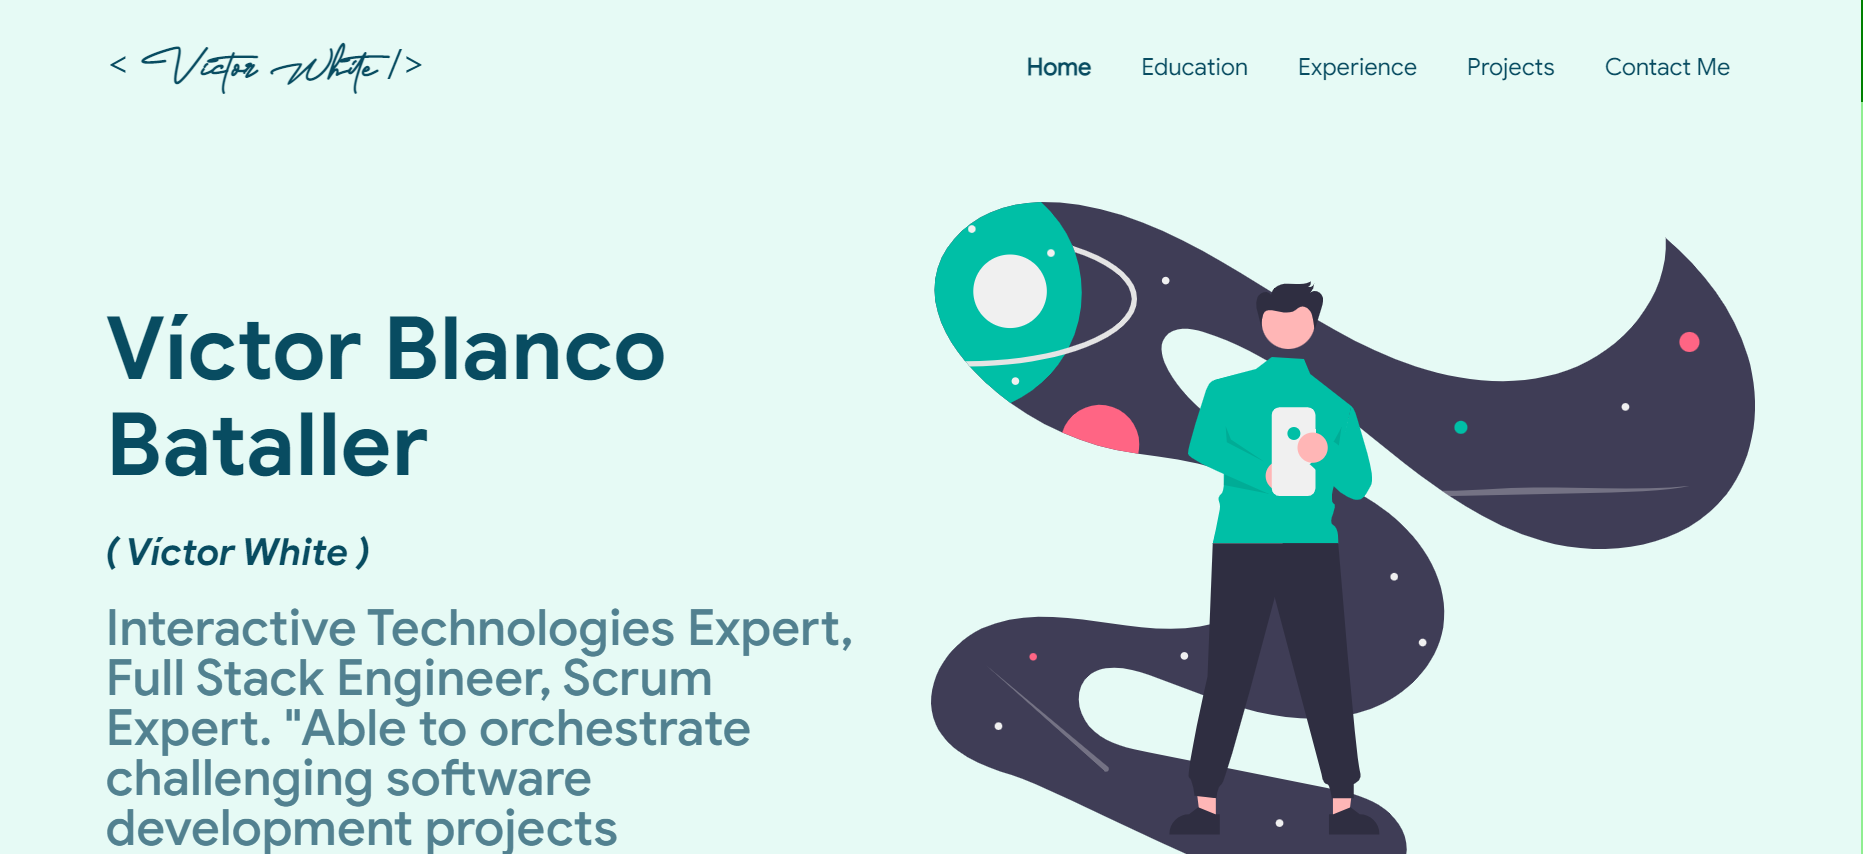 < Victor White />
Home Education Experience Projects Contact Me
Víctor Blanco
Bataller
( Víctor White )
Interactive Technologies Expert,
Full Stack Engineer, Scrum
Expert. "Able to orchestrate
challenging software
development projects